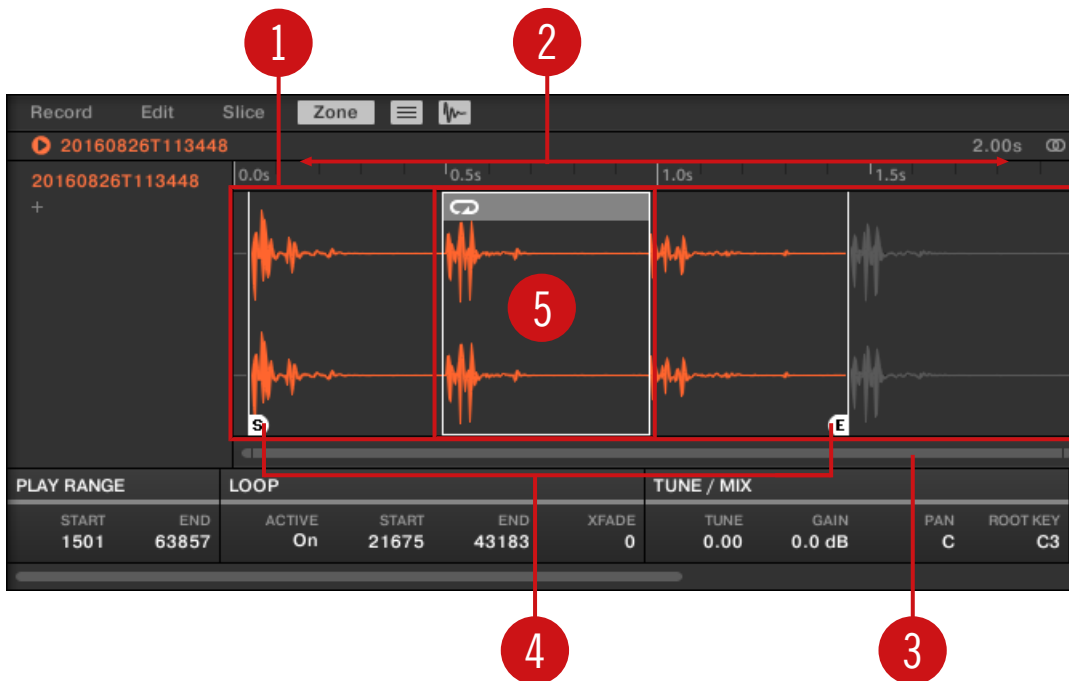 1 2
Record Edit Slice Zone
20160826T113448 2.00s
20160826T113448 0.0s 0.5s 1.0s 1.5s
+
5
S E
PLAY RANGE LOOP TUNE / MIX
START END ACTIVE START END XFADE TUNE GAIN PAN ROOT KEY
1501 63857 On 21675 43183 0 0.00 0.0 dB C C3
4 3